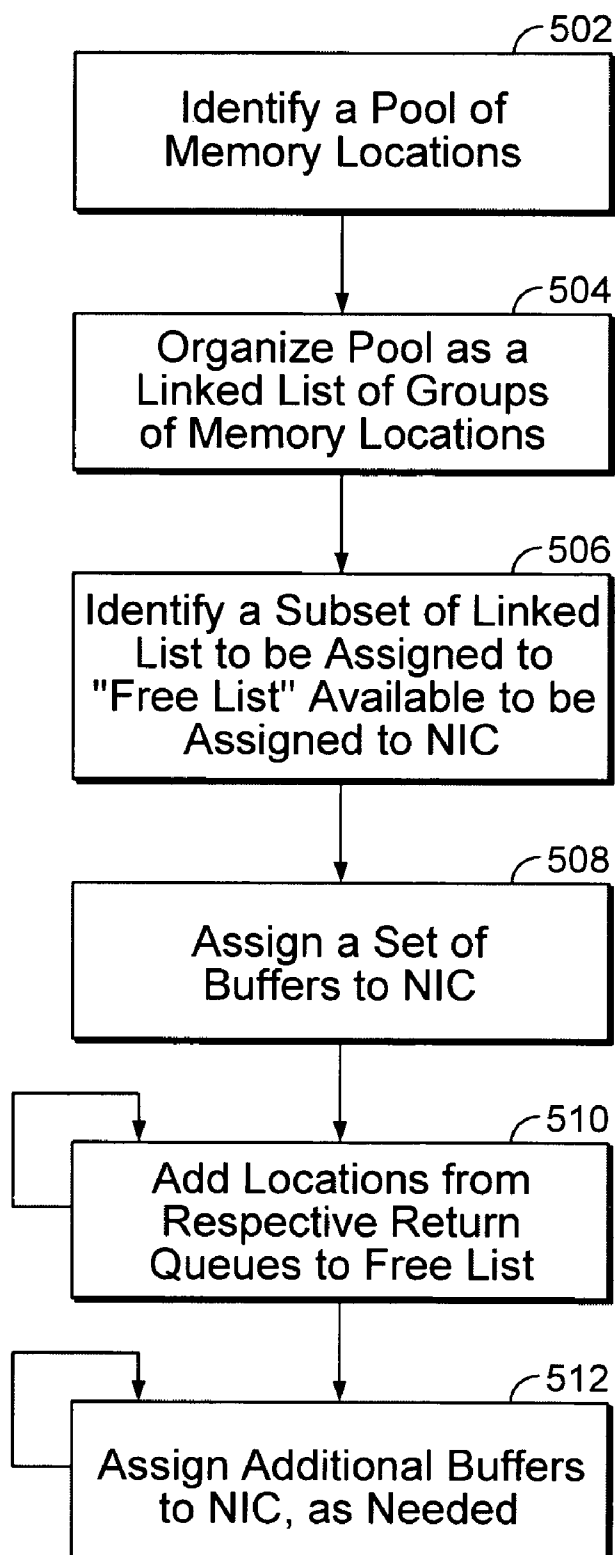 502
Identify a Pool of
Memory Locations
504
Organize Pool as a
Linked List of Groups
of Memory Locations
506
Identify a Subset of Linked
List to be Assigned to
"Free List" Available to be
Assigned to NIC
508
Assign a Set of
Buffers to NIC
510
Add Locations from
Respective Return
Queues to Free List
512
Assign Additional Buffers
to NIC, as Needed